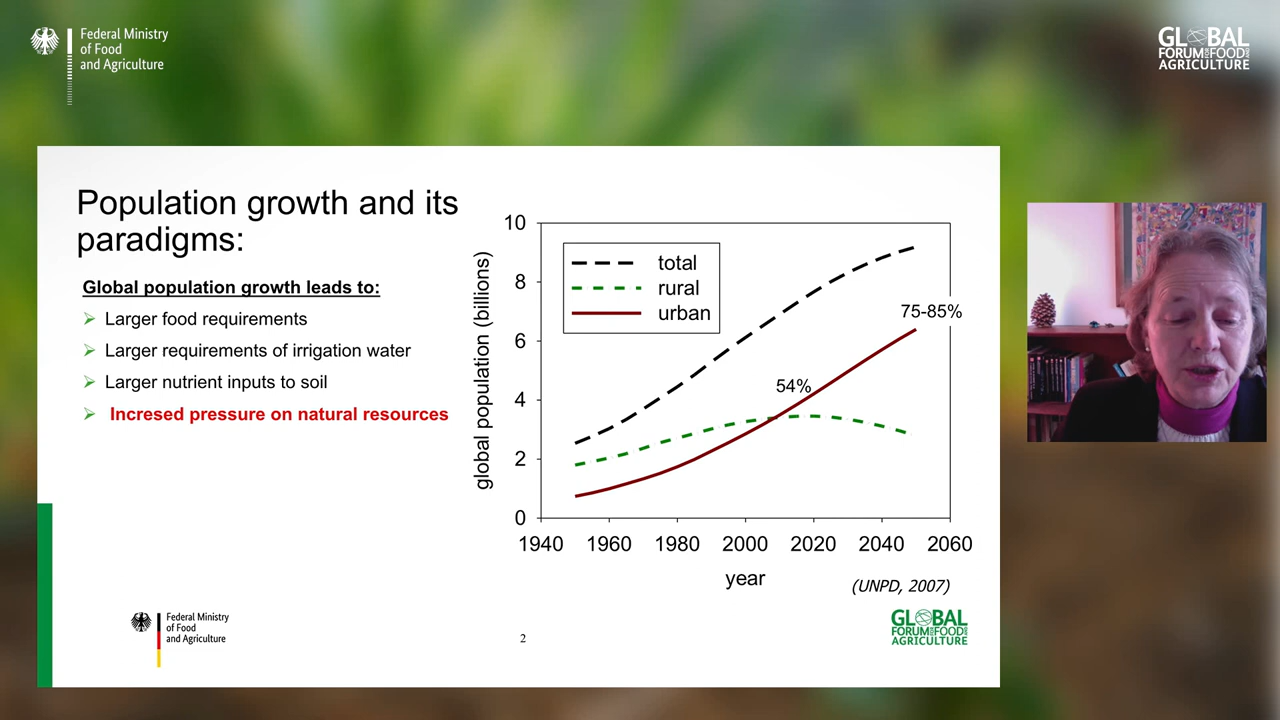 Federal Ministry
of Food
and Agriculture
GLOBAL
FORUM FOR FOOD AND
AGRICULTURE
Population growth and its
paradigms:
Global population growth leads to:
Larger food requirements
Larger requirements of irrigation water
Larger nutrient inputs to soil
Incresed pressure on natural resources
global population (billions)
10
8
6
4
2
0
total
rural
urban
54%
75-85%
1940 1960 1980 2000 2020 2040 2060
year
(UNPD, 2007)
Federal Ministry
of Food
and Agriculture
2
GLOBAL
FORUM FOR FOOD AND
AGRICULTURE